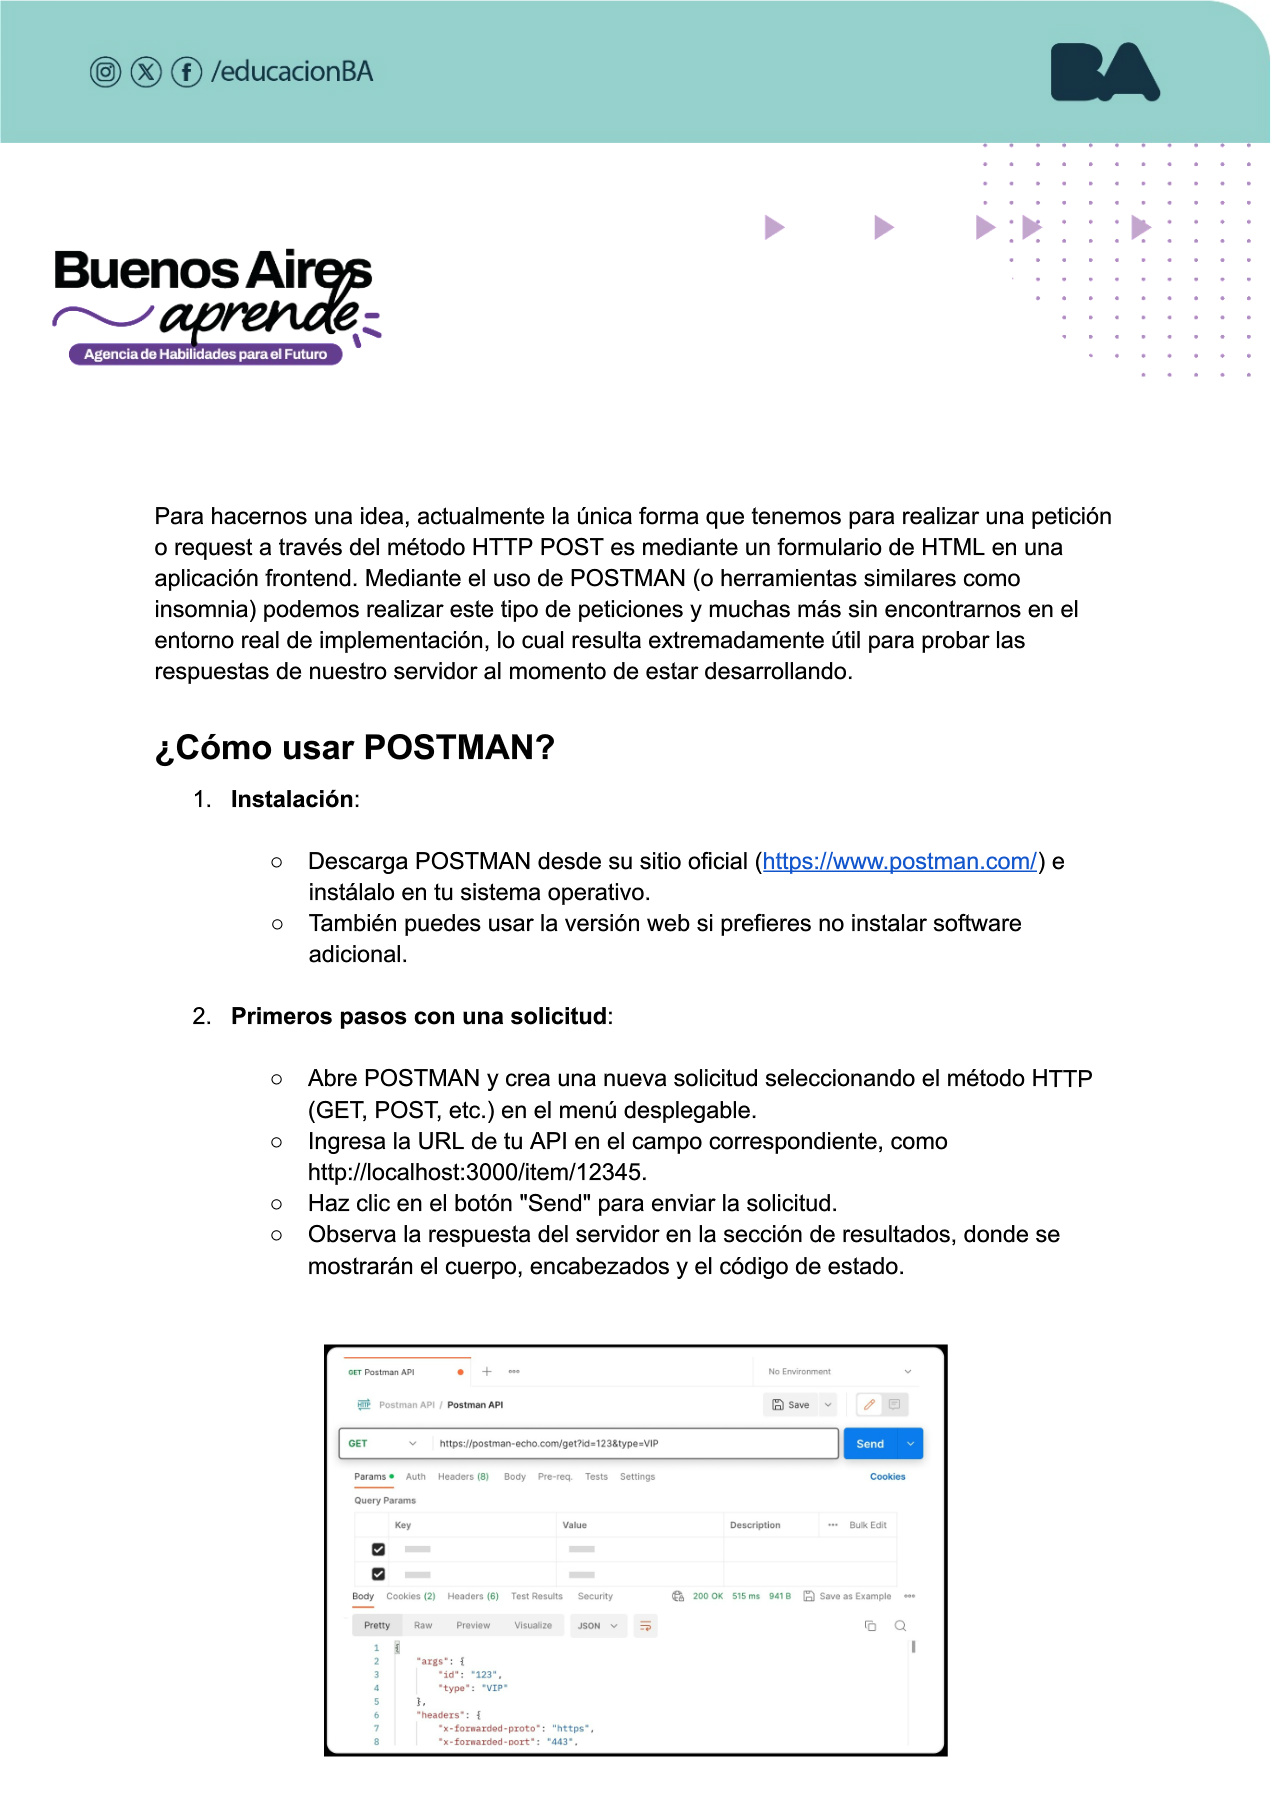 /educacionBA
BA
Buenos Aires
aprende
Agencia de Habilidades para el Futuro
Para hacernos una idea, actualmente la única forma que tenemos para realizar una petición
o request a través del método HTTP POST es mediante un formulario de HTML en una
aplicación frontend. Mediante el uso de POSTMAN (o herramientas similares como
insomnia) podemos realizar este tipo de peticiones y muchas más sin encontrarnos en el
entorno real de implementación, lo cual resulta extremadamente útil para probar las
respuestas de nuestro servidor al momento de estar desarrollando.
¿Cómo usar POSTMAN?
1. Instalación:
○ Descarga POSTMAN desde su sitio oficial (https://www.postman.com/) e
instálalo en tu sistema operativo.
○ También puedes usar la versión web si prefieres no instalar software
adicional.
2. Primeros pasos con una solicitud:
○ Abre POSTMAN y crea una nueva solicitud seleccionando el método HTTP
(GET, POST, etc.) en el menú desplegable.
○ Ingresa la URL de tu API en el campo correspondiente, como
http://localhost:3000/item/12345.
○ Haz clic en el botón "Send" para enviar la solicitud.
○ Observa la respuesta del servidor en la sección de resultados, donde se
mostrarán el cuerpo, encabezados y el código de estado.
GET Postman API No Environment
HTTP Postman API / Postman API Save
GET https://postman-echo.com/get?id=123&type=VIP Send
Params Auth Headers (8) Body Pre-req. Tests Settings Cookies
Query Params
Key Value Description Bulk Edit
Body Cookies (2) Headers (6) Test Results Security 200 OK 515 ms 941 B Save as Example
Pretty Raw Preview Visualize JSON
1 {
2 "args": {
3 "id": "123",
4 "type": "VIP"
5 },
6 "headers": {
7 "x-forwarded-proto": "https",
8 "x-forwarded-port": "443",